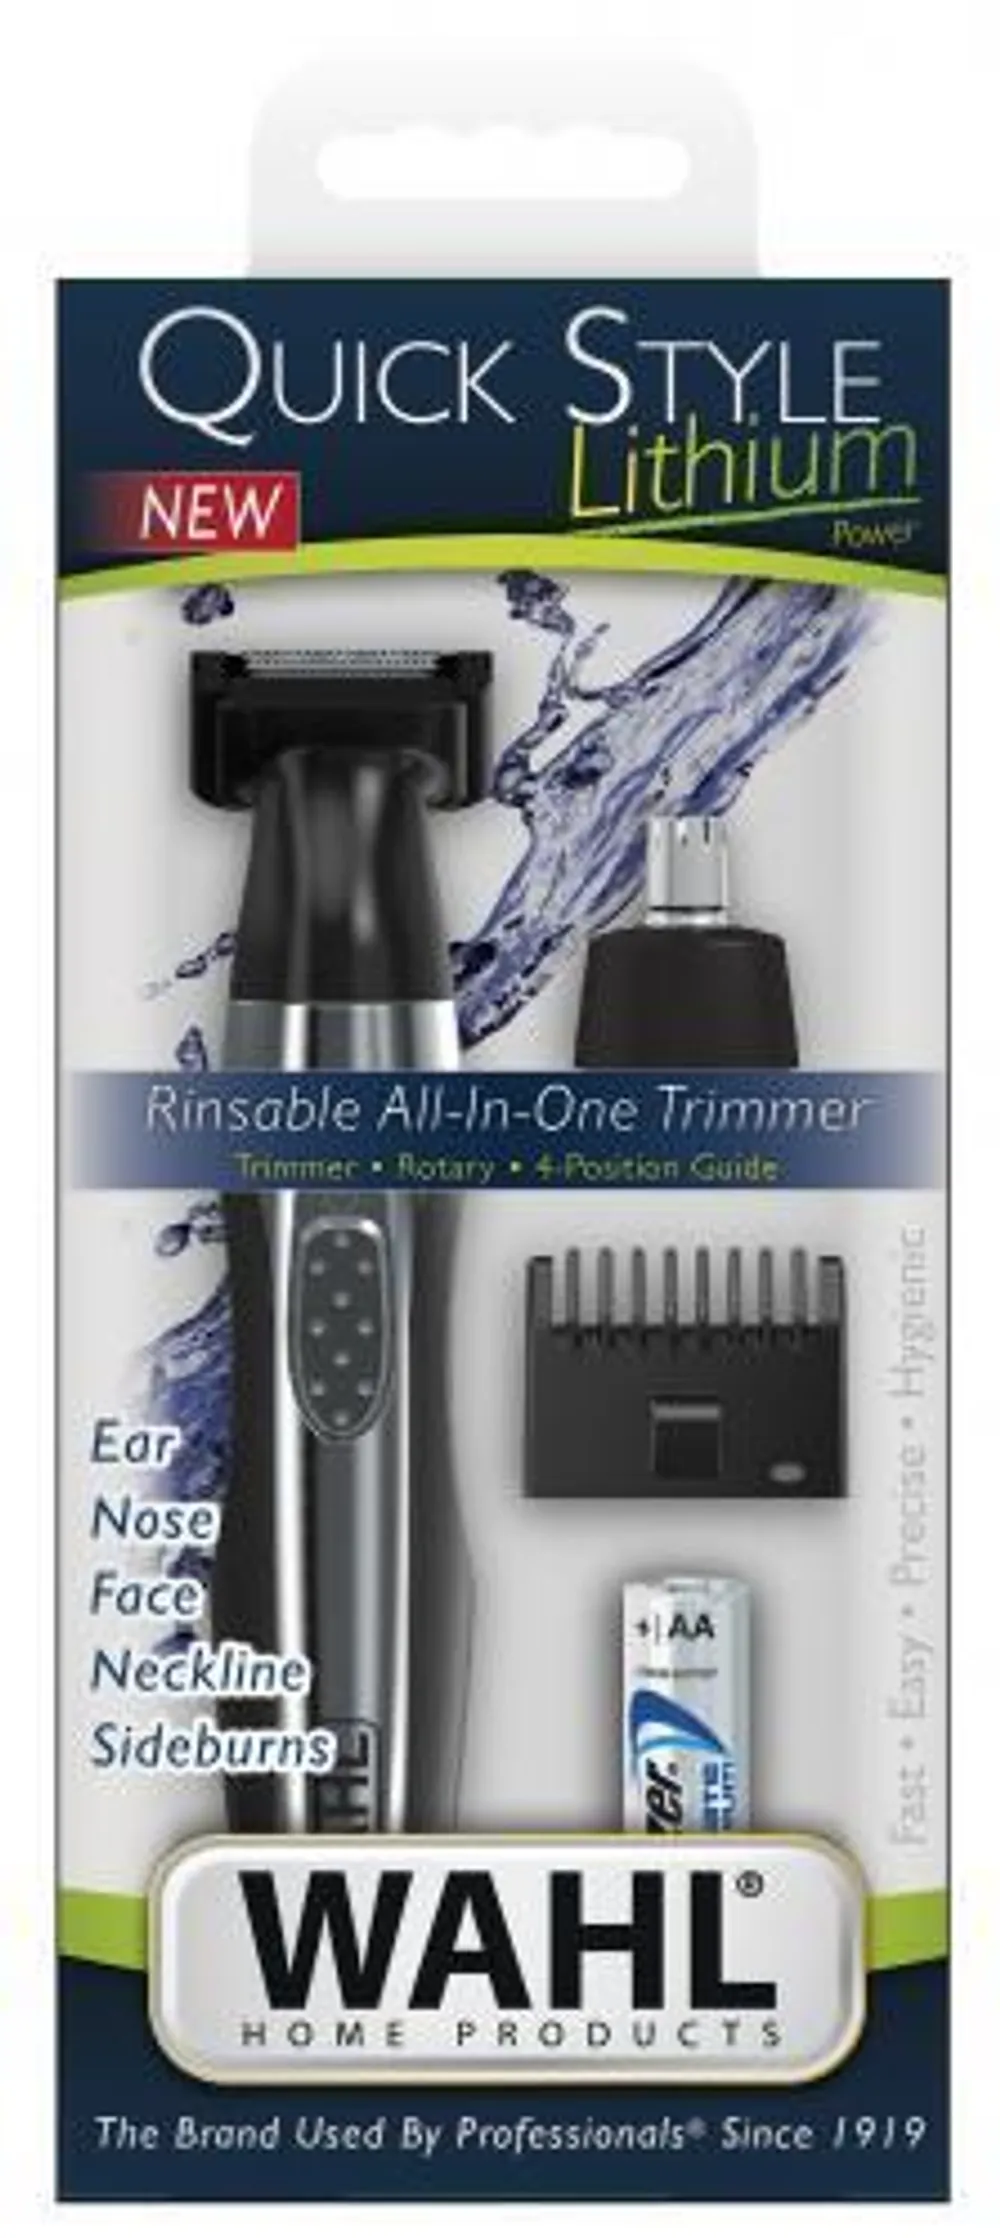 QUICK STYLE
Lithium
Power
NEW
Rinsable All-In-One Trimmer
Trimmer • Rotary • 4-Position Guide
Ear
Nose
Face
Neckline
Sideburns
Fast • Easy • Precise • Hygienic
+ AA
WAHL®
HOME PRODUCTS
The Brand Used By Professionals® Since 1919